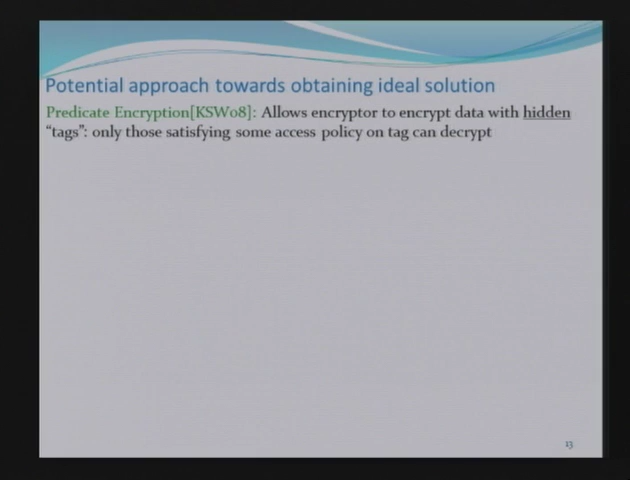 Potential approach towards obtaining ideal solution
Predicate Encryption[KSW08]: Allows encryptor to encrypt data with hidden
“tags”: only those satisfying some access policy on tag can decrypt
13